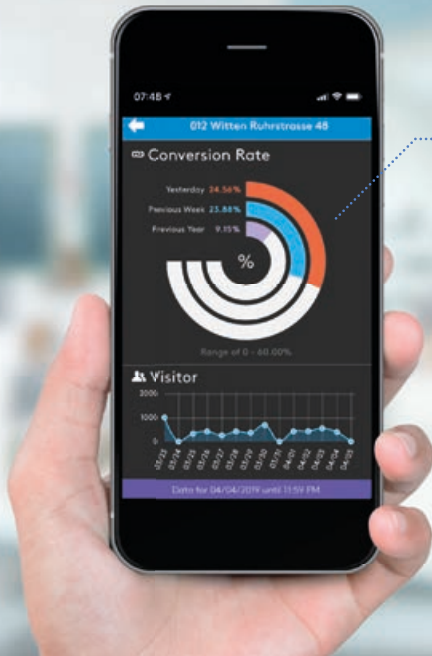 07:48
012 Witten Ruhrstrasse 48
Conversion Rate
Yesterday 24.56%
Previous Week 23.88%
Previous Year 9.15%
%
Range of 0 - 60.00%
Visitor
2000
1000
0
03/23 03/24 03/25 03/26 03/27 03/28 03/29 03/30 03/31 04/01 04/02 04/03 04/04 04/05
Data for 04/04/2019 until 11:59 PM